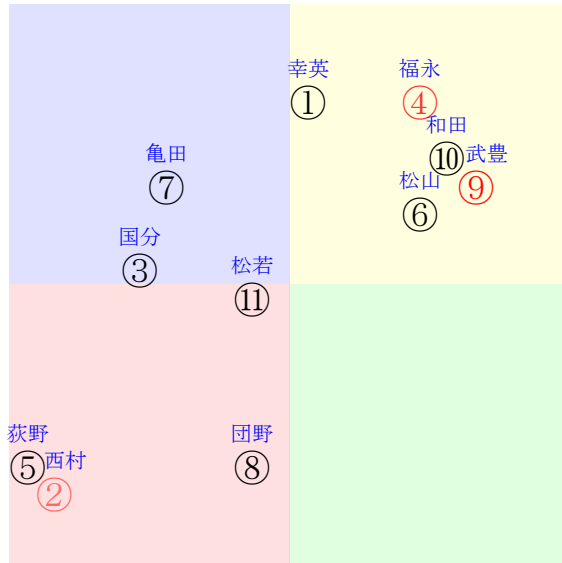 幸英
①
福永
④
和田
⑩
武豊
⑨
亀田
⑦
松山
⑥
国分
③
松若
⑪
荻野
⑤
西村
②
団野
⑧